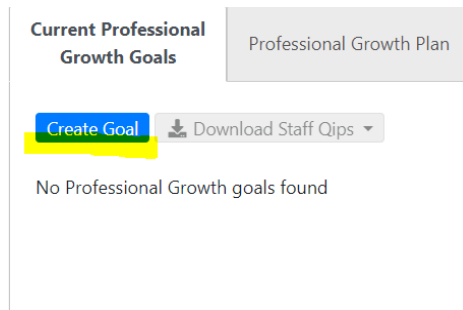 Current Professional
Growth Goals
Professional Growth Plan
Create Goal
Download Staff Qips
No Professional Growth goals found